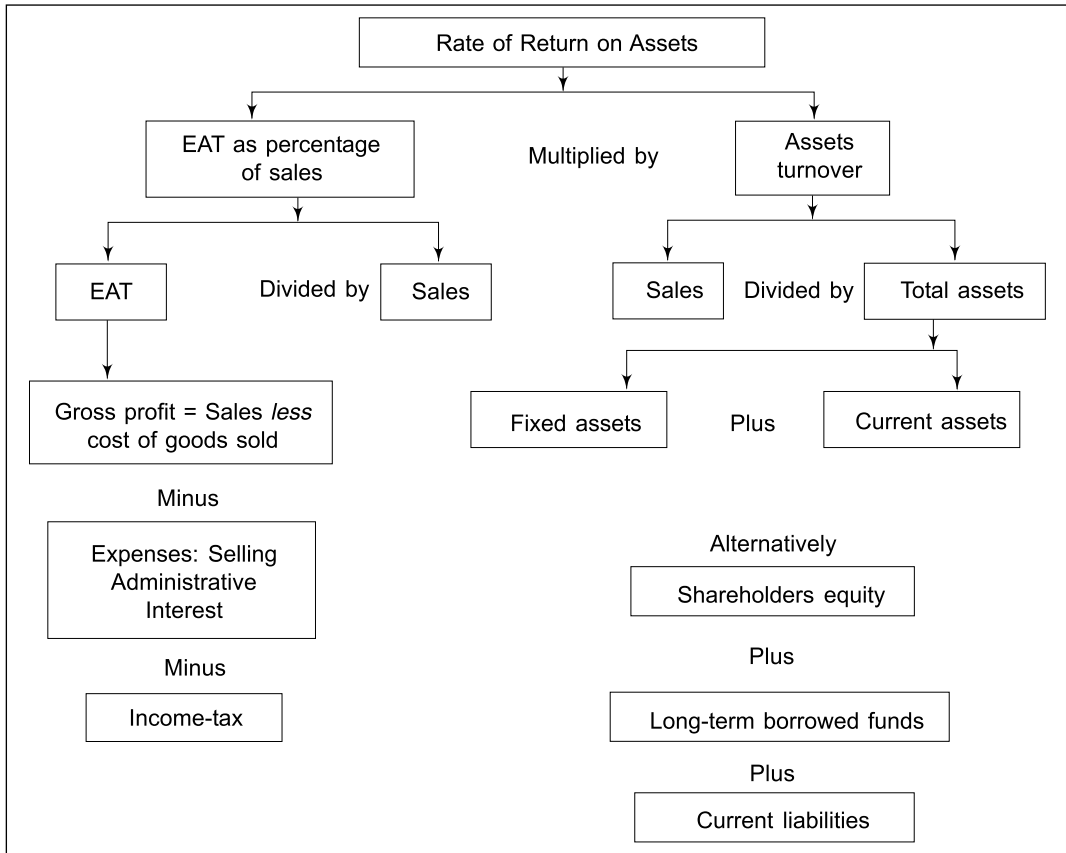 Rate of Return on Assets
EAT as percentage
of sales
Multiplied by
Assets
turnover
EAT
Divided by
Sales
Sales
Divided by
Total assets
Gross profit = Sales less
cost of goods sold
Fixed assets
Plus
Current assets
Minus
Expenses: Selling
Administrative
Interest
Minus
Income-tax
Alternatively
Shareholders equity
Plus
Long-term borrowed funds
Plus
Current liabilities